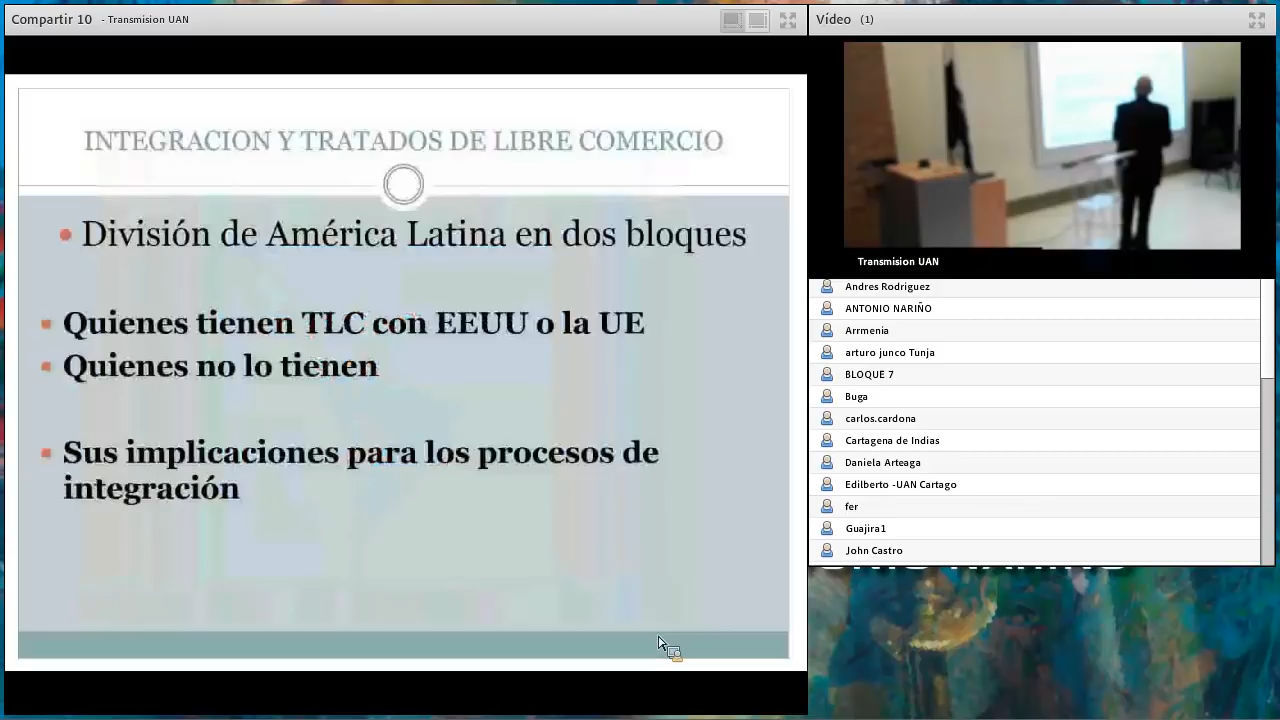 Compartir 10 - Transmision UAN
INTEGRACION Y TRATADOS DE LIBRE COMERCIO
División de América Latina en dos bloques
Quienes tienen TLC con EEUU o la UE
Quienes no lo tienen
Sus implicaciones para los procesos de
integración
Vídeo (1)
Transmision UAN
Andres Rodriguez
ANTONIO NARIÑO
Arrmenia
arturo junco Tunja
BLOQUE 7
Buga
carlos.cardona
Cartagena de Indias
Daniela Arteaga
Edilberto -UAN Cartago
fer
Guajira1
John Castro